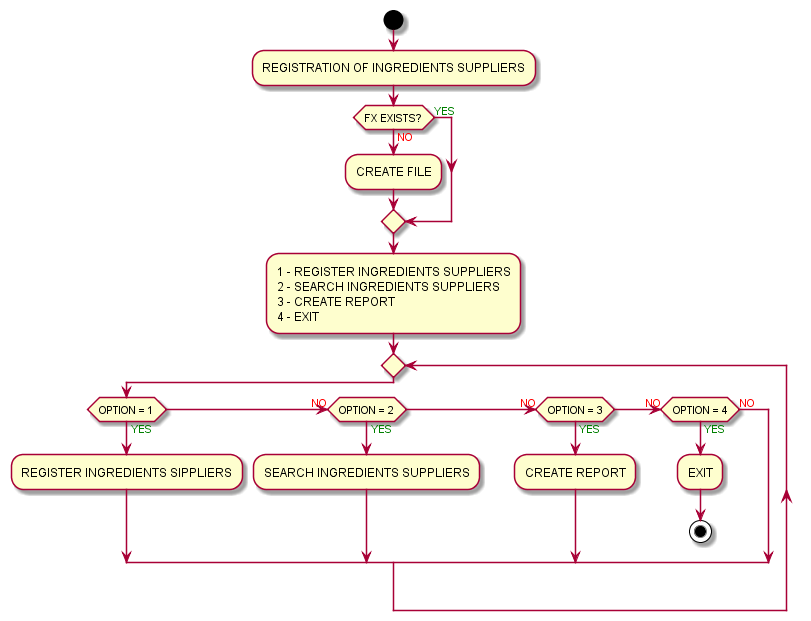 REGISTRATION OF INGREDIENTS SUPPLIERS
FX EXISTS?
YES
NO
CREATE FILE
1 - REGISTER INGREDIENTS SUPPLIERS
2 - SEARCH INGREDIENTS SUPPLIERS
3 - CREATE REPORT
4 - EXIT
OPTION = 1
NO
OPTION = 2
NO
OPTION = 3
NO
OPTION = 4
NO
YES
YES
YES
YES
REGISTER INGREDIENTS SIPPLIERS
SEARCH INGREDIENTS SUPPLIERS
CREATE REPORT
EXIT